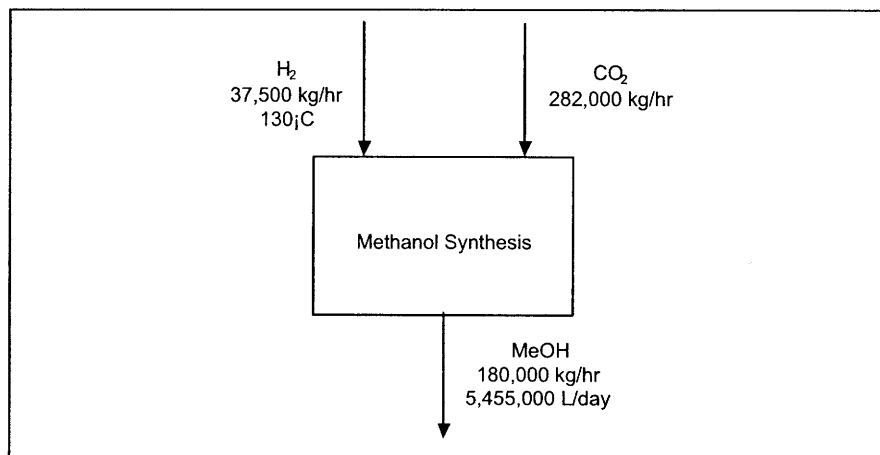 H₂
37,500 kg/hr
130¡C
CO₂
282,000 kg/hr
Methanol Synthesis
MeOH
180,000 kg/hr
5,455,000 L/day